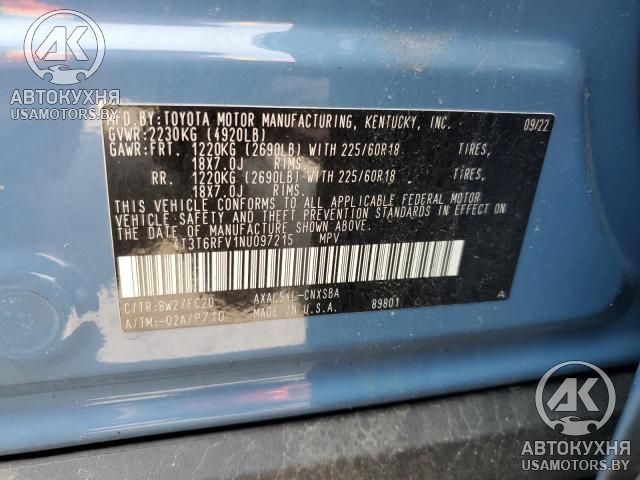 AK
АВТОКУХНЯ
USAMOTORS.BY
FD.BY:TOYOTA MOTOR MANUFACTURING, KENTUCKY, INC. 09/22
GVWR:2230KG (4920LB)
GAWR:FRT. 1220KG (2690LB) WITH 225/60R18 TIRES,
18X7.0J RIMS.
RR. 1220KG (2690LB) WITH 225/60R18 TIRES,
18X7.0J RIMS.
THIS VEHICLE CONFORMS TO ALL APPLICABLE FEDERAL MOTOR
VEHICLE SAFETY AND THEFT PREVENTION STANDARDS IN EFFECT ON
THE DATE OF MANUFACTURE SHOWN ABOVE.
4T3T6RFV1NU097215 MPV
C/TR:8W2/FC20 AXAL54L-CNXSBA A
A/TM:-02A/P710 MADE IN U.S.A. 89801
AK
АВТОКУХНЯ
USAMOTORS.BY